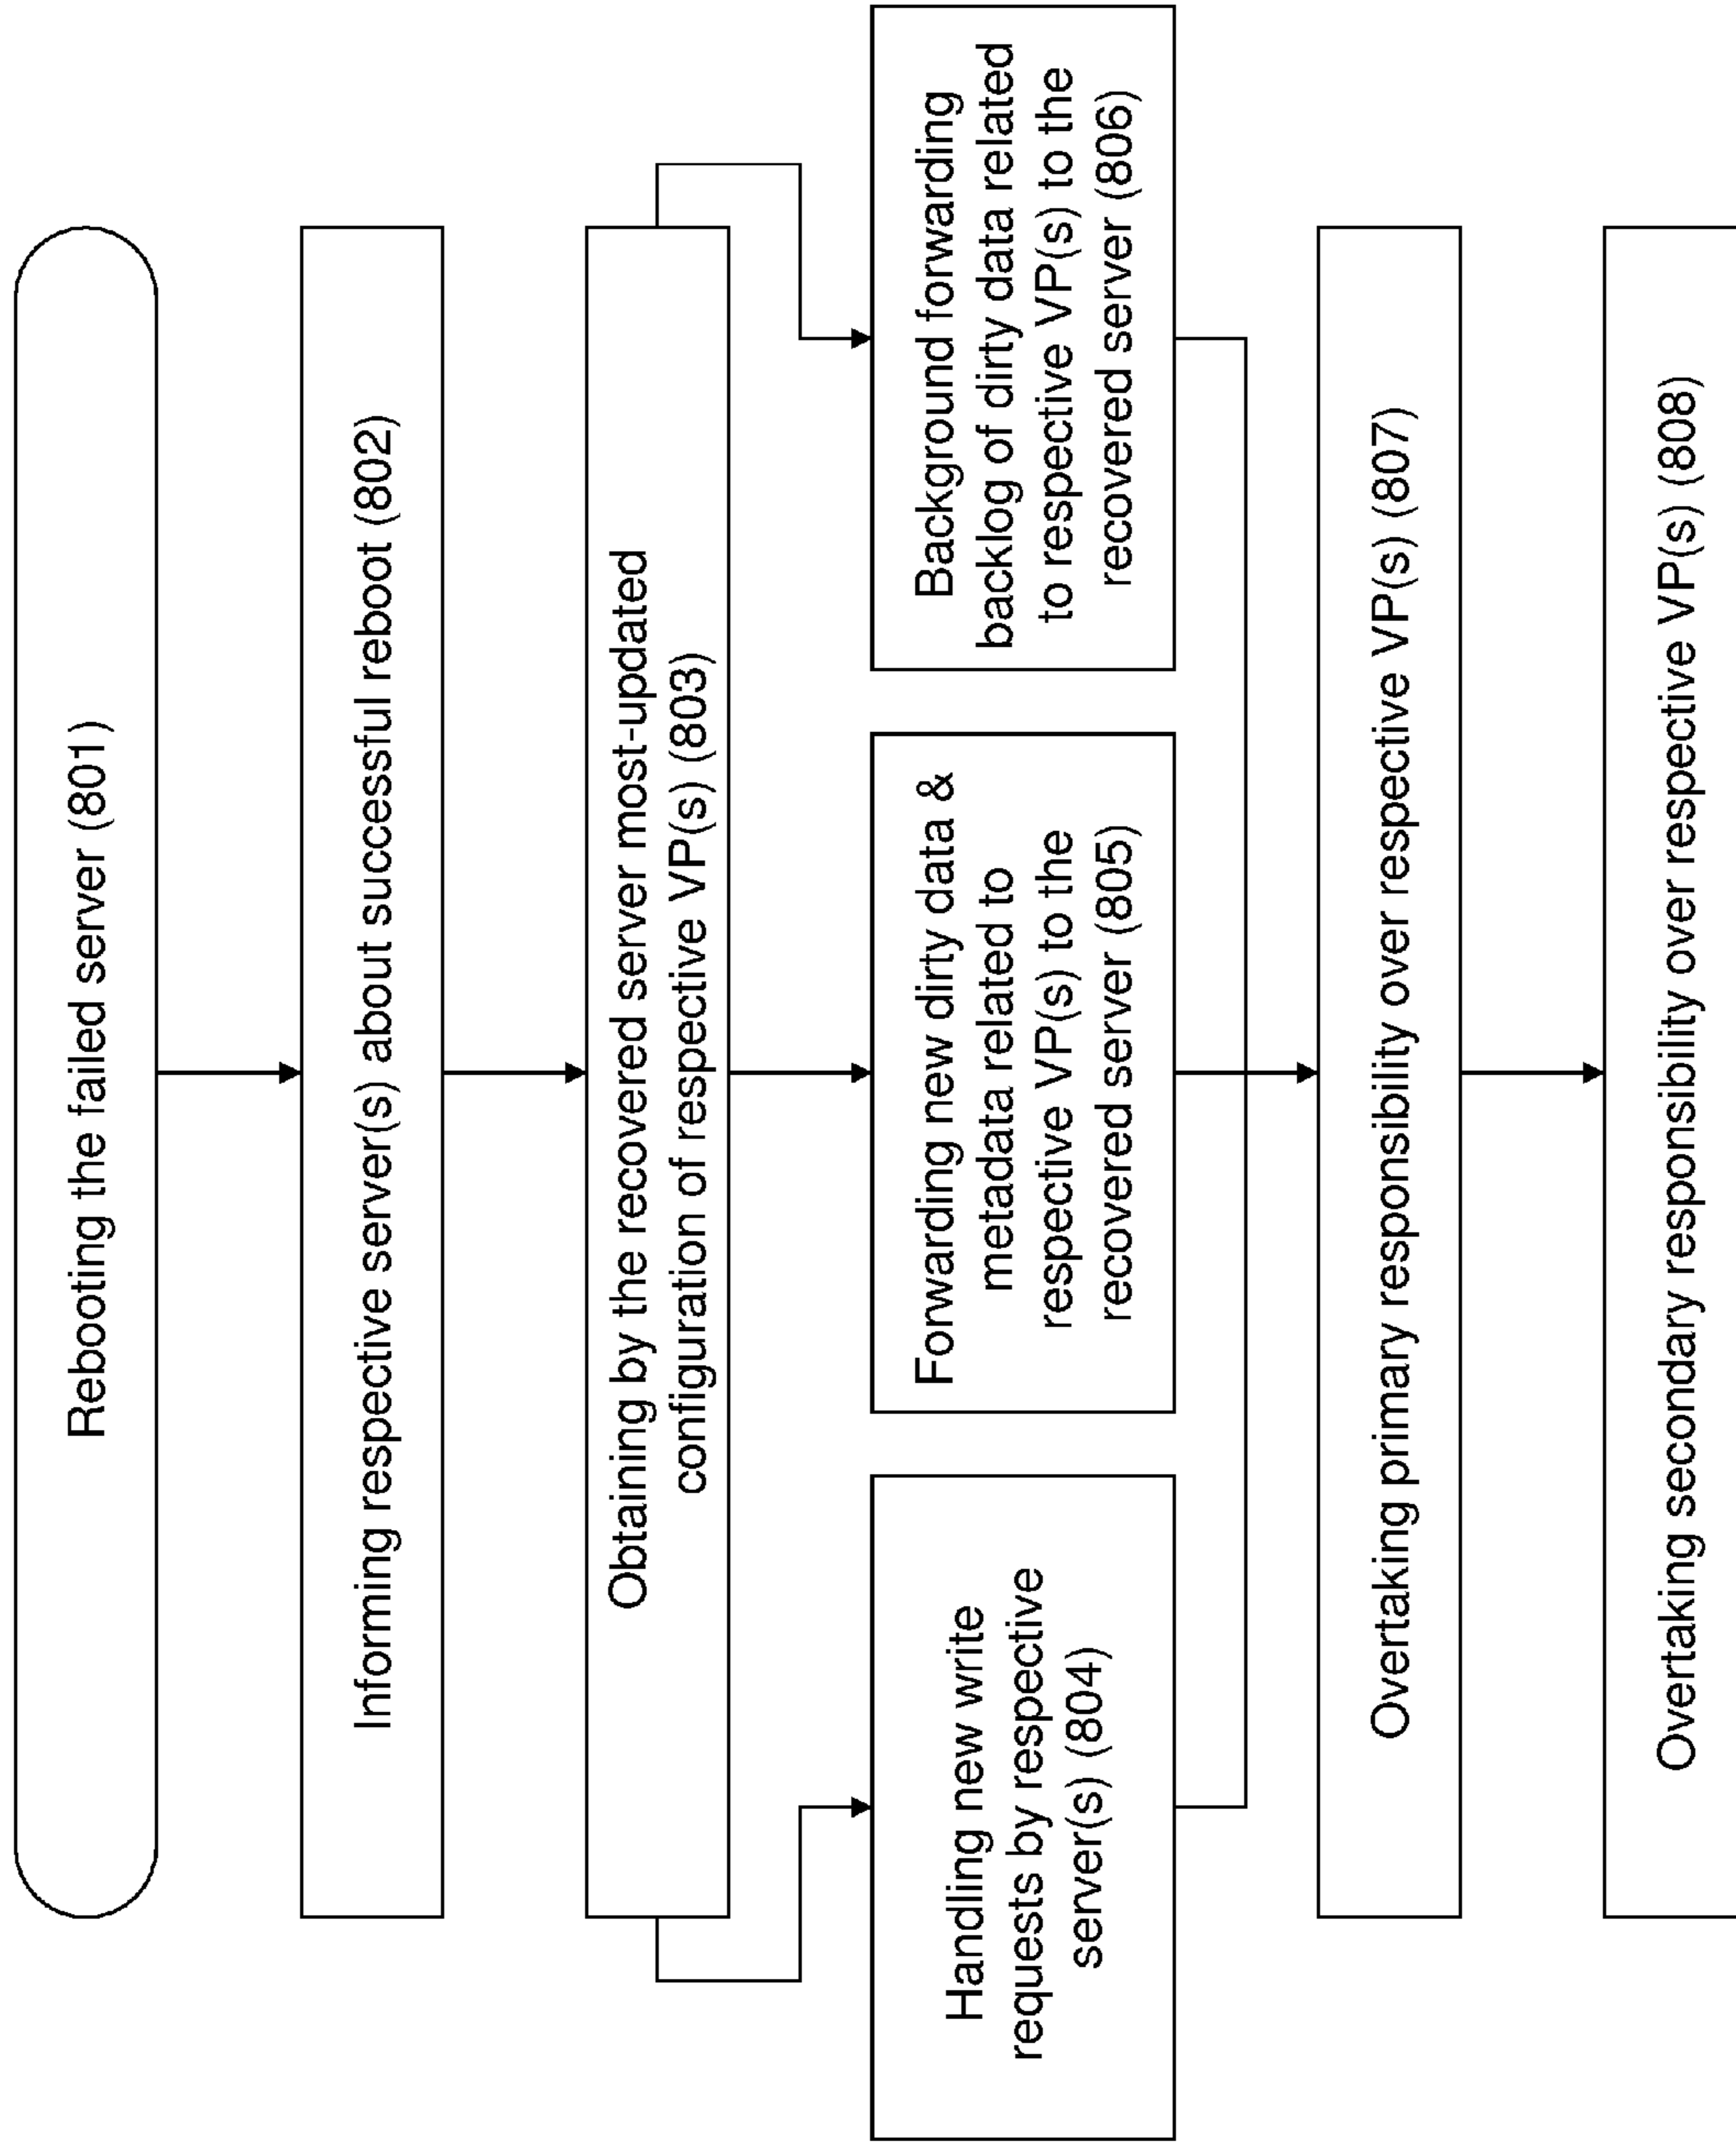 Rebooting the failed server (801)
Informing respective server(s) about successful reboot (802)
Obtaining by the recovered server most-updated
configuration of respective VP(s) (803)
Handling new write
requests by respective
server(s) (804)
Forwarding new dirty data &
metadata related to
respective VP(s) to the
recovered server (805)
Background forwarding
backlog of dirty data related
to respective VP(s) to the
recovered server (806)
Overtaking primary responsibility over respective VP(s) (807)
Overtaking secondary responsibility over respective VP(s) (808)